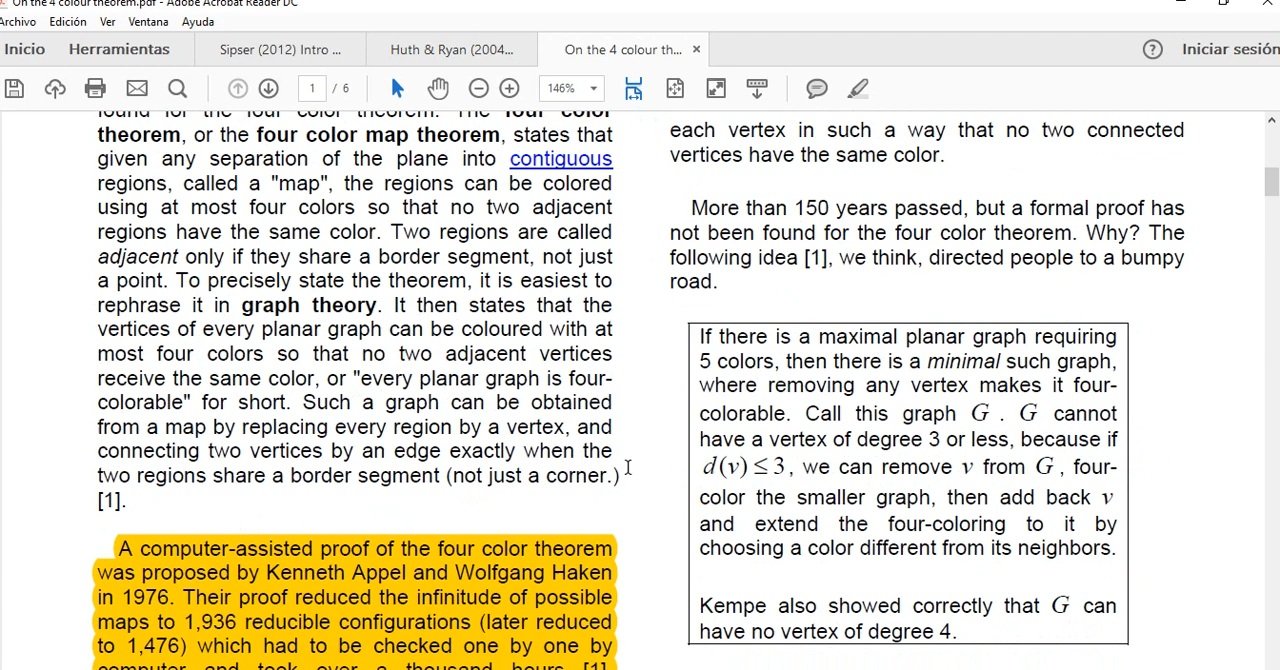 On the 4 colour theorem.pdf - Adobe Acrobat Reader DC
Archivo Edición Ver Ventana Ayuda
Inicio Herramientas Sipser (2012) Intro ... Huth & Ryan (2004... On the 4 colour th... × ? Iniciar sesión
1 / 6 146%
found for the four color theorem. The four color
theorem, or the four color map theorem, states that
given any separation of the plane into contiguous
regions, called a "map", the regions can be colored
using at most four colors so that no two adjacent
regions have the same color. Two regions are called
adjacent only if they share a border segment, not just
a point. To precisely state the theorem, it is easiest to
rephrase it in graph theory. It then states that the
vertices of every planar graph can be coloured with at
most four colors so that no two adjacent vertices
receive the same color, or "every planar graph is four-
colorable" for short. Such a graph can be obtained
from a map by replacing every region by a vertex, and
connecting two vertices by an edge exactly when the
two regions share a border segment (not just a corner.)
[1].
A computer-assisted proof of the four color theorem
was proposed by Kenneth Appel and Wolfgang Haken
in 1976. Their proof reduced the infinitude of possible
maps to 1,936 reducible configurations (later reduced
to 1,476) which had to be checked one by one by
computer and took over a thousand hours [1].
each vertex in such a way that no two connected
vertices have the same color.
More than 150 years passed, but a formal proof has
not been found for the four color theorem. Why? The
following idea [1], we think, directed people to a bumpy
road.
If there is a maximal planar graph requiring
5 colors, then there is a minimal such graph,
where removing any vertex makes it four-
colorable. Call this graph G . G cannot
have a vertex of degree 3 or less, because if
d(v) ≤ 3, we can remove v from G , four-
color the smaller graph, then add back v
and extend the four-coloring to it by
choosing a color different from its neighbors.
Kempe also showed correctly that G can
have no vertex of degree 4.